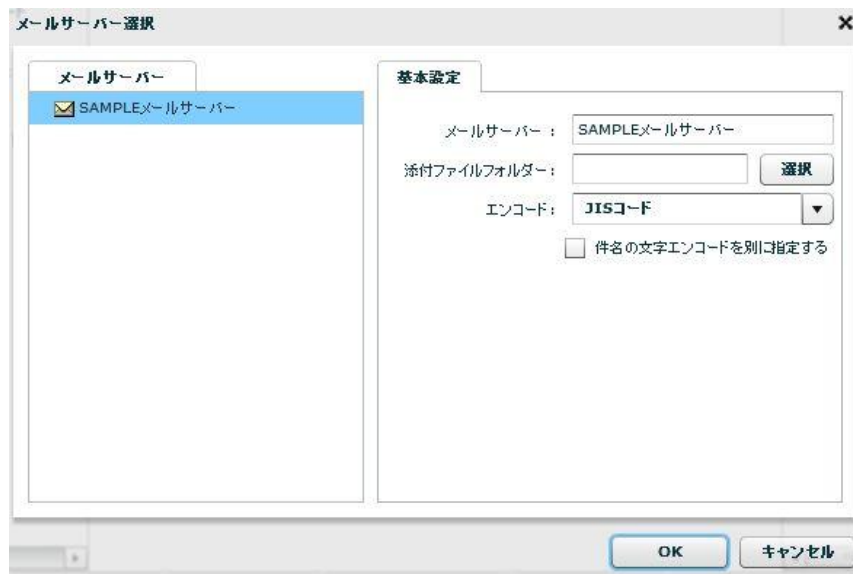 メールサーバー選択
メールサーバー
SAMPLEメールサーバー
基本設定
メールサーバー：
SAMPLEメールサーバー
添付ファイルフォルダー：
選択
エンコード：
JISコード
件名の文字エンコードを別に指定する
OK
キャンセル